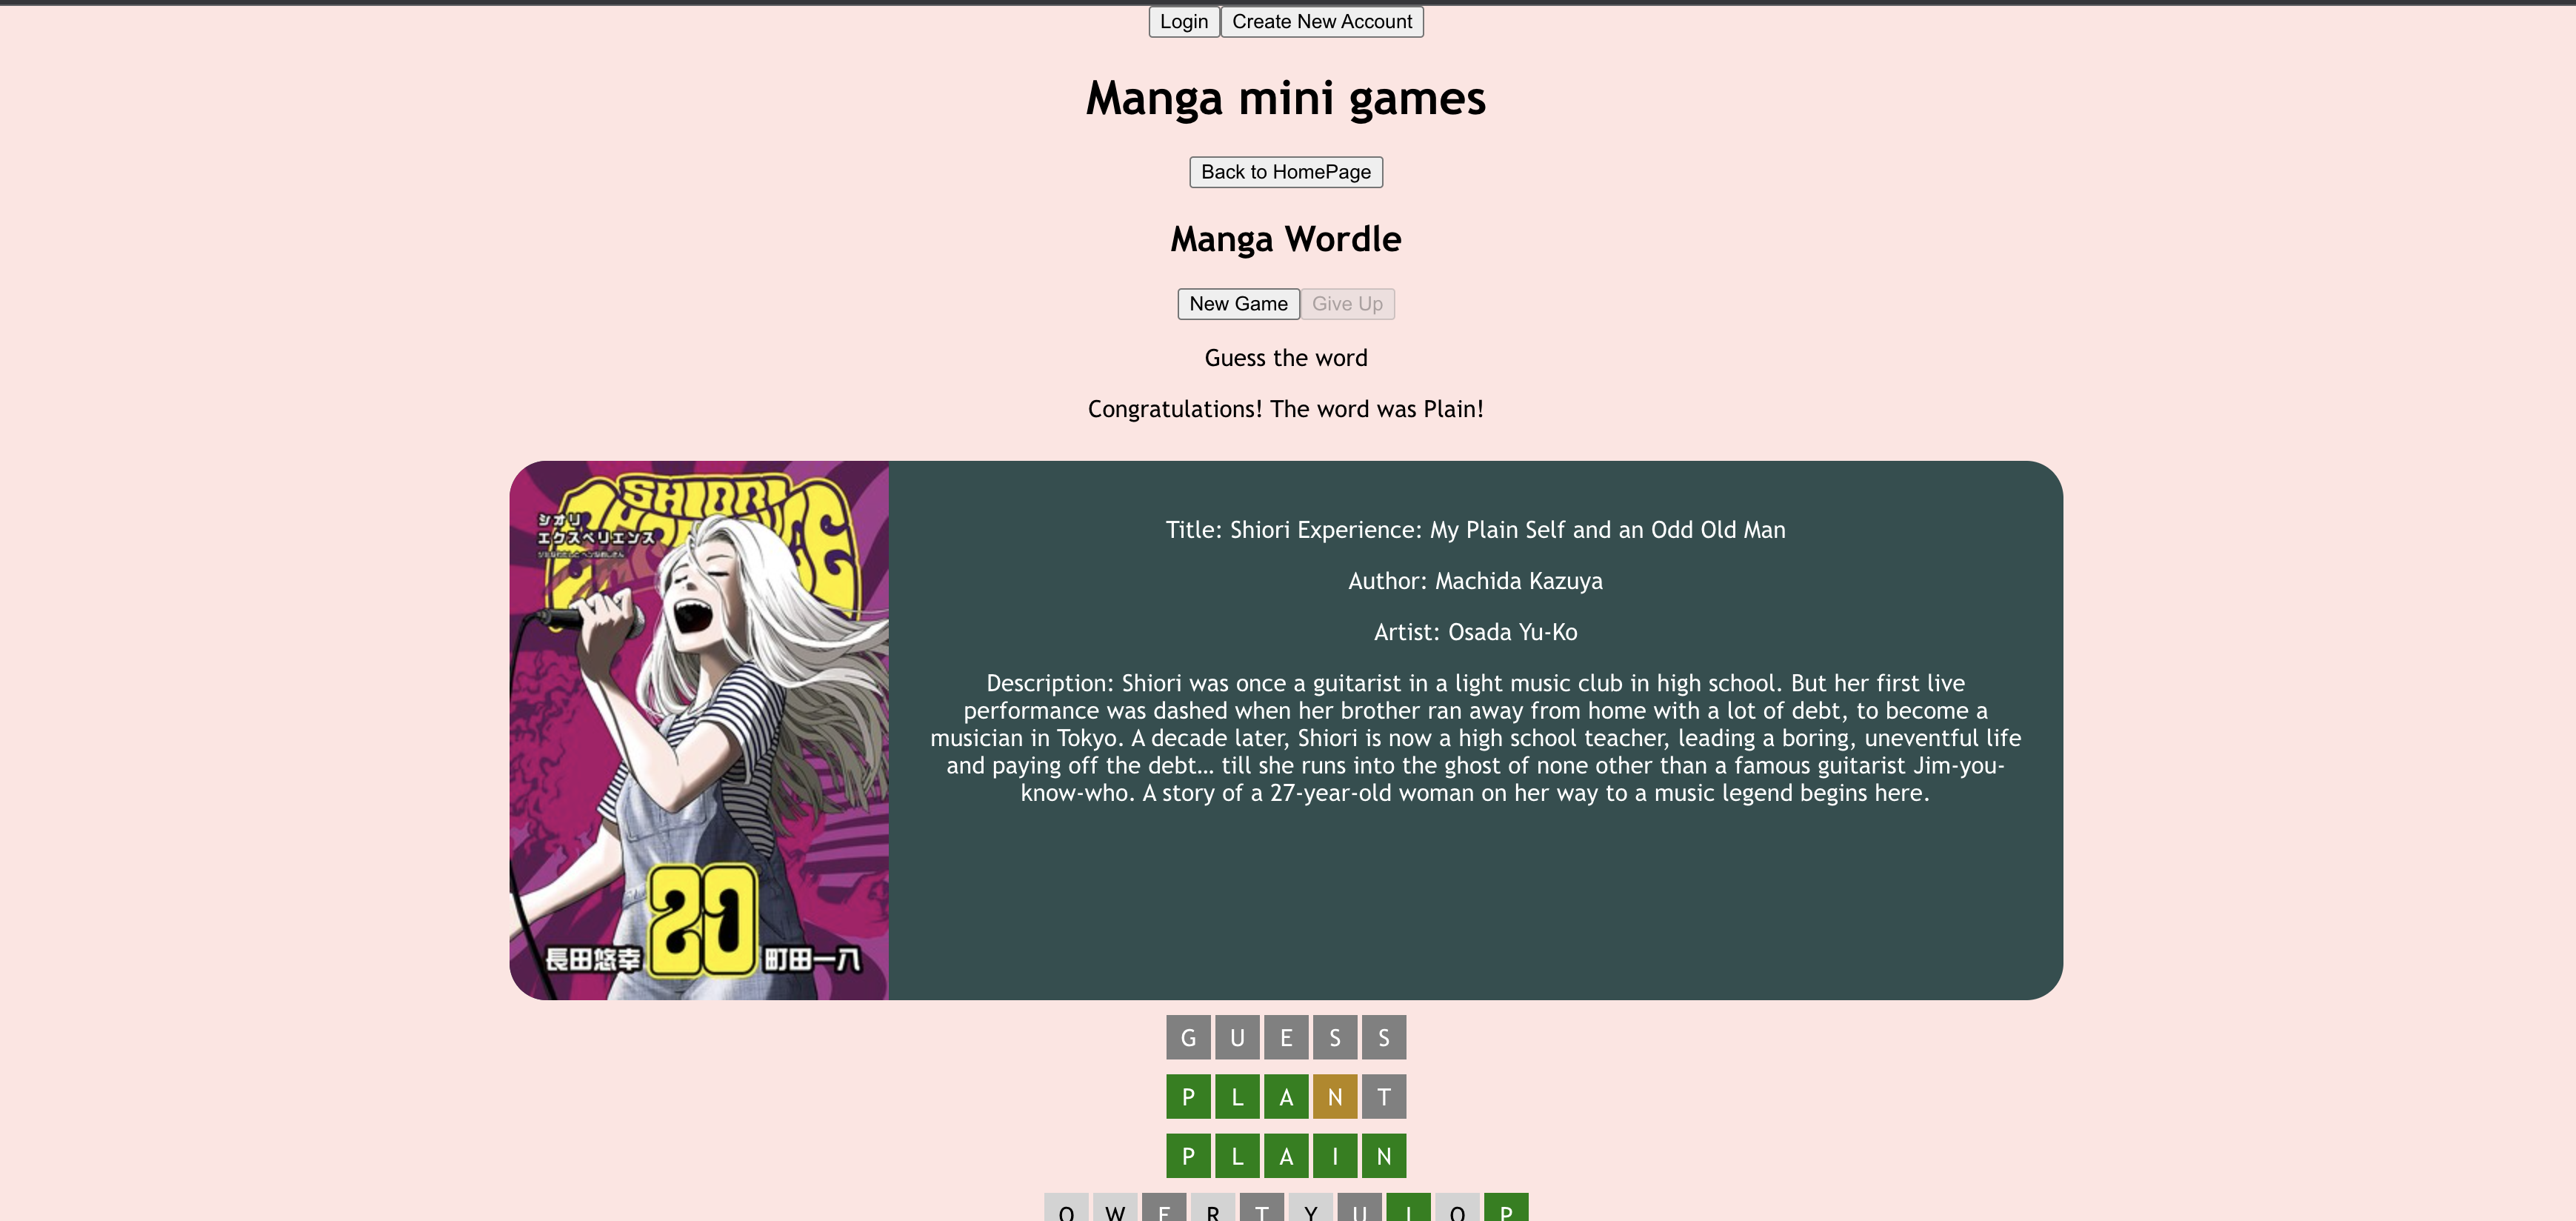 Login Create New Account
Manga mini games
Back to HomePage
Manga Wordle
New Game Give Up
Guess the word
Congratulations! The word was Plain!
SHIORI
シオリ
エクスペリエンス
20
長田悠幸 町田一八
Title: Shiori Experience: My Plain Self and an Odd Old Man
Author: Machida Kazuya
Artist: Osada Yu-Ko
Description: Shiori was once a guitarist in a light music club in high school. But her first live
performance was dashed when her brother ran away from home with a lot of debt, to become a
musician in Tokyo. A decade later, Shiori is now a high school teacher, leading a boring, uneventful life
and paying off the debt… till she runs into the ghost of none other than a famous guitarist Jim-you-
know-who. A story of a 27-year-old woman on her way to a music legend begins here.
G U E S S
P L A N T
P L A I N
Q W E R T Y U I O P